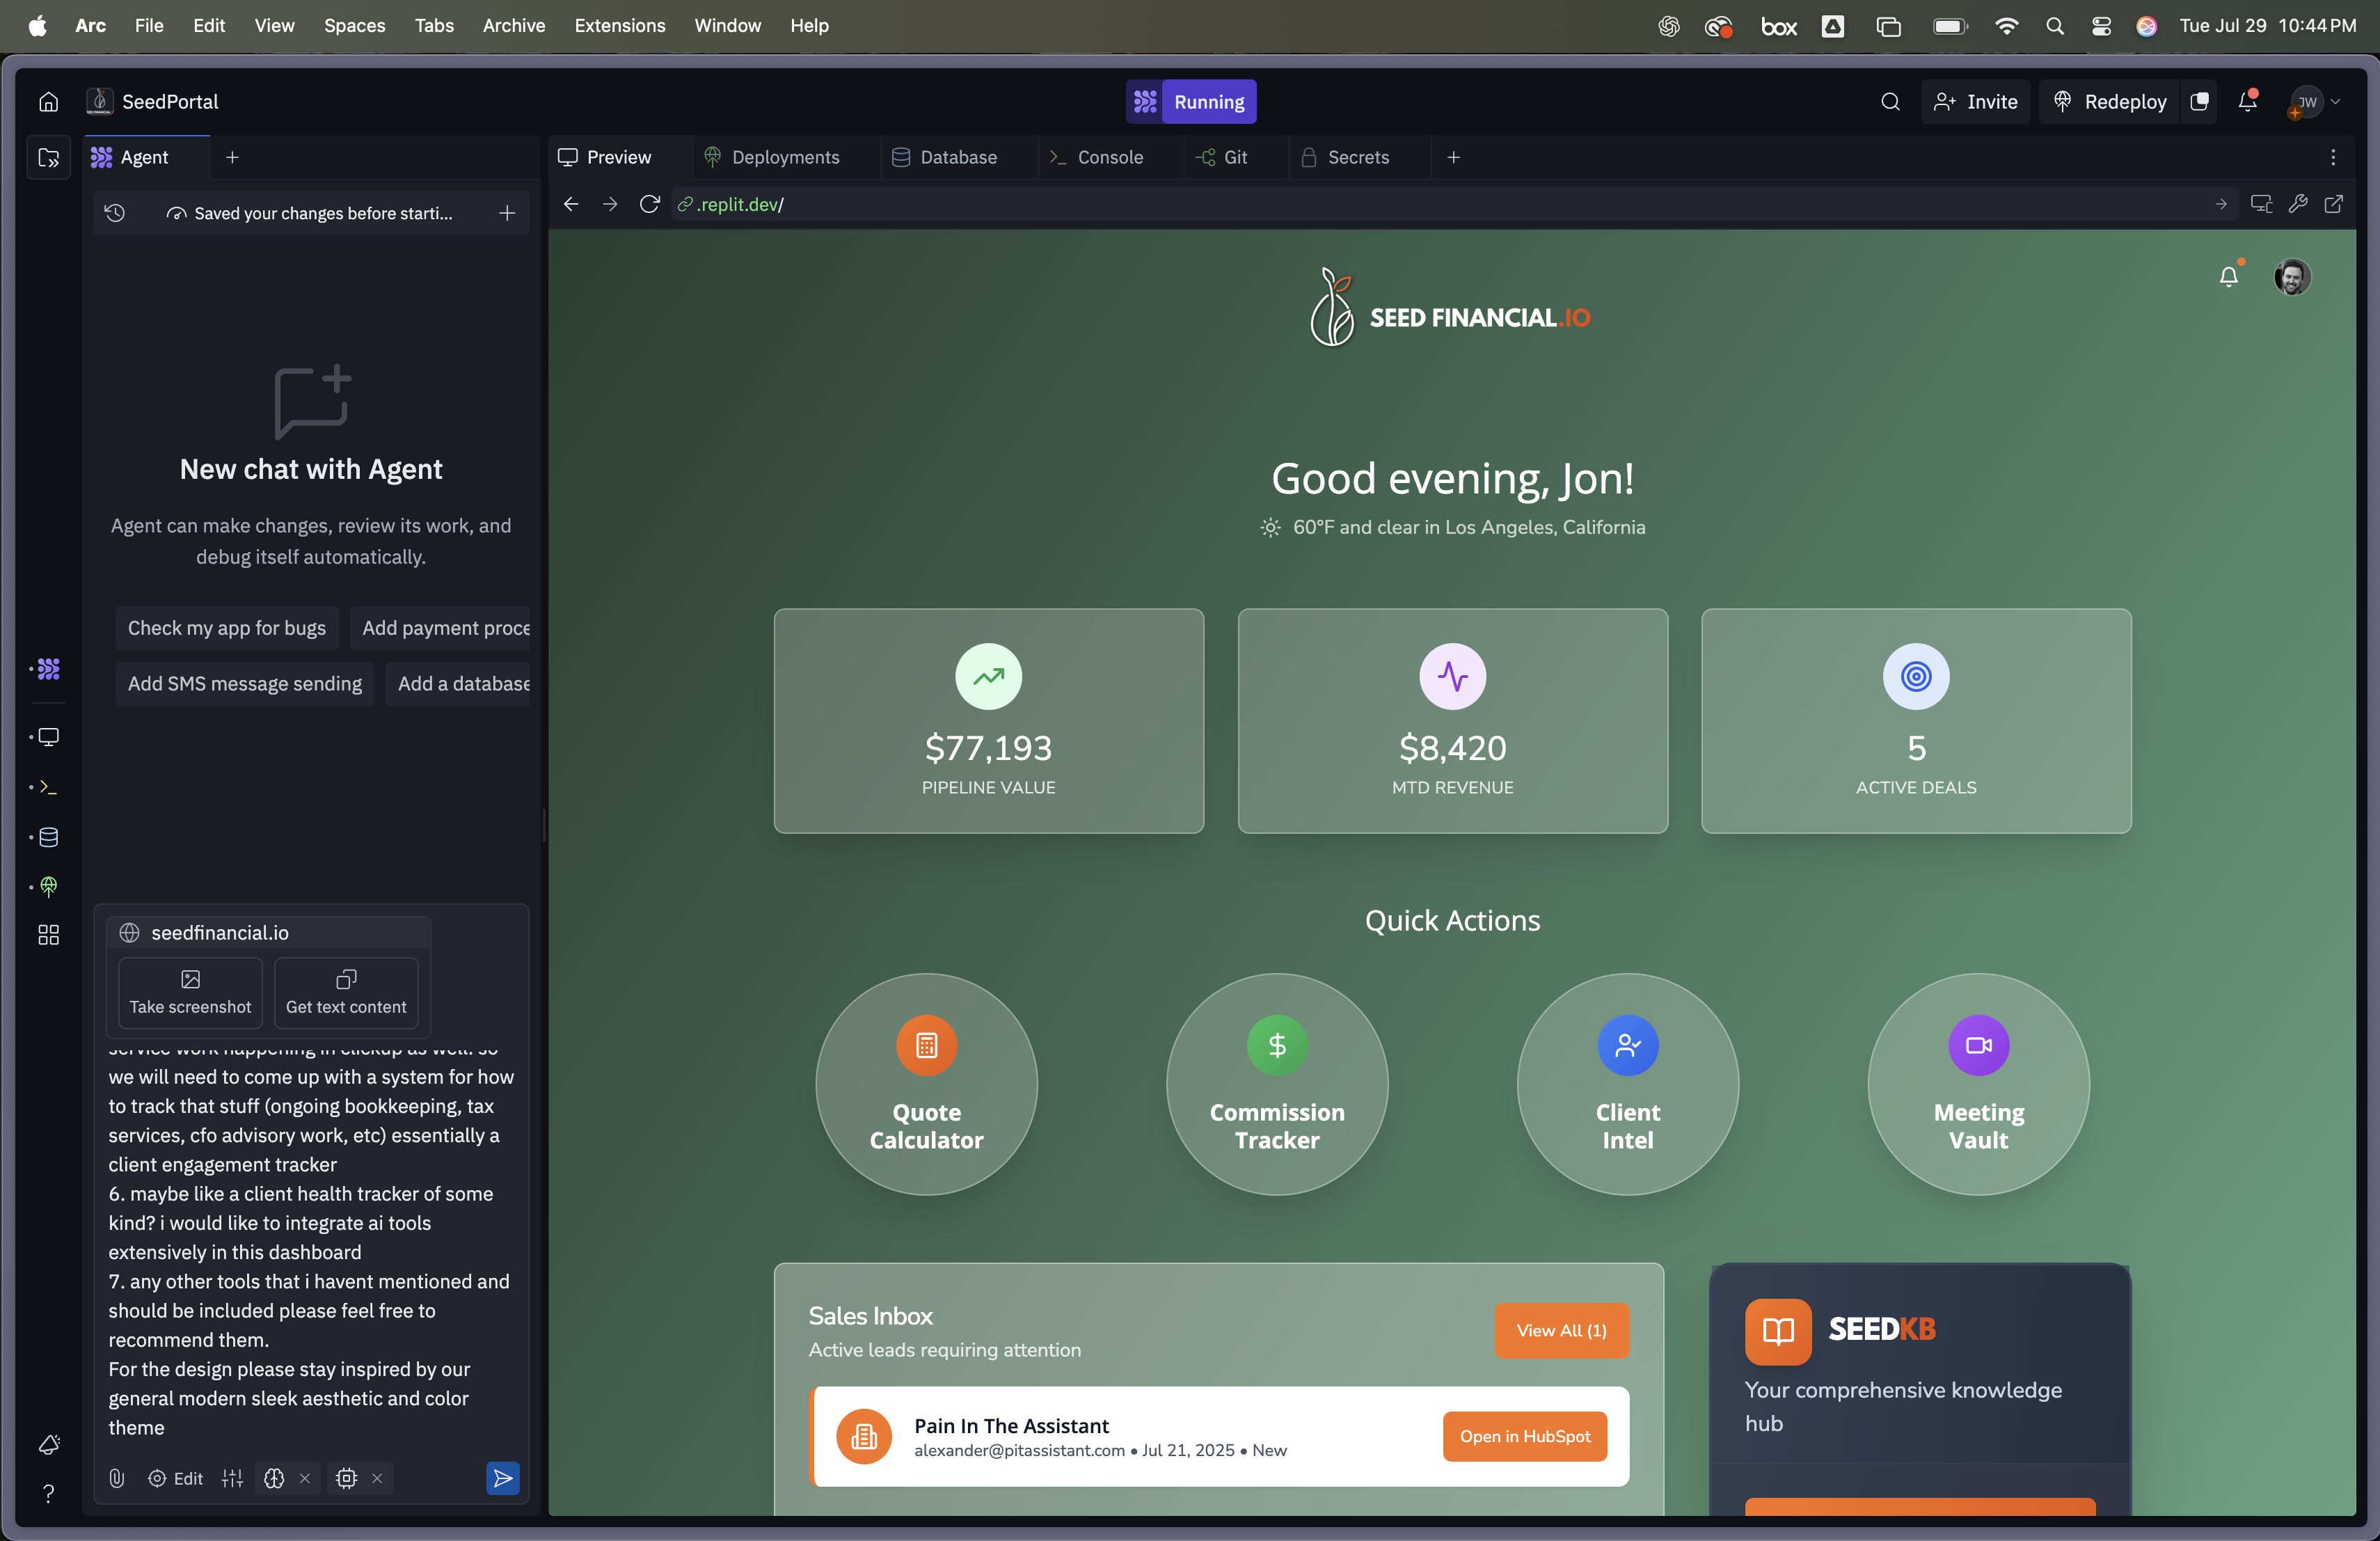 Arc File Edit View Spaces Tabs Archive Extensions Window Help
box
Tue Jul 29 10:44 PM
SeedPortal
Running
Invite
Redeploy
JW
Agent
Preview
Deployments
Database
Console
Git
Secrets
Saved your changes before starti...
.replit.dev/
New chat with Agent
Agent can make changes, review its work, and
debug itself automatically.
Check my app for bugs
Add payment proce
Add SMS message sending
Add a database
seedfinancial.io
Take screenshot
Get text content
service work happening in clickup as well. so
we will need to come up with a system for how
to track that stuff (ongoing bookkeeping, tax
services, cfo advisory work, etc) essentially a
client engagement tracker
6. maybe like a client health tracker of some
kind? i would like to integrate ai tools
extensively in this dashboard
7. any other tools that i havent mentioned and
should be included please feel free to
recommend them.
For the design please stay inspired by our
general modern sleek aesthetic and color
theme
Edit
SEED FINANCIAL.IO
Good evening, Jon!
60°F and clear in Los Angeles, California
$77,193
PIPELINE VALUE
$8,420
MTD REVENUE
5
ACTIVE DEALS
Quick Actions
Quote
Calculator
Commission
Tracker
Client
Intel
Meeting
Vault
Sales Inbox
Active leads requiring attention
View All (1)
Pain In The Assistant
alexander@pitassistant.com • Jul 21, 2025 • New
Open in HubSpot
SEEDKB
Your comprehensive knowledge
hub